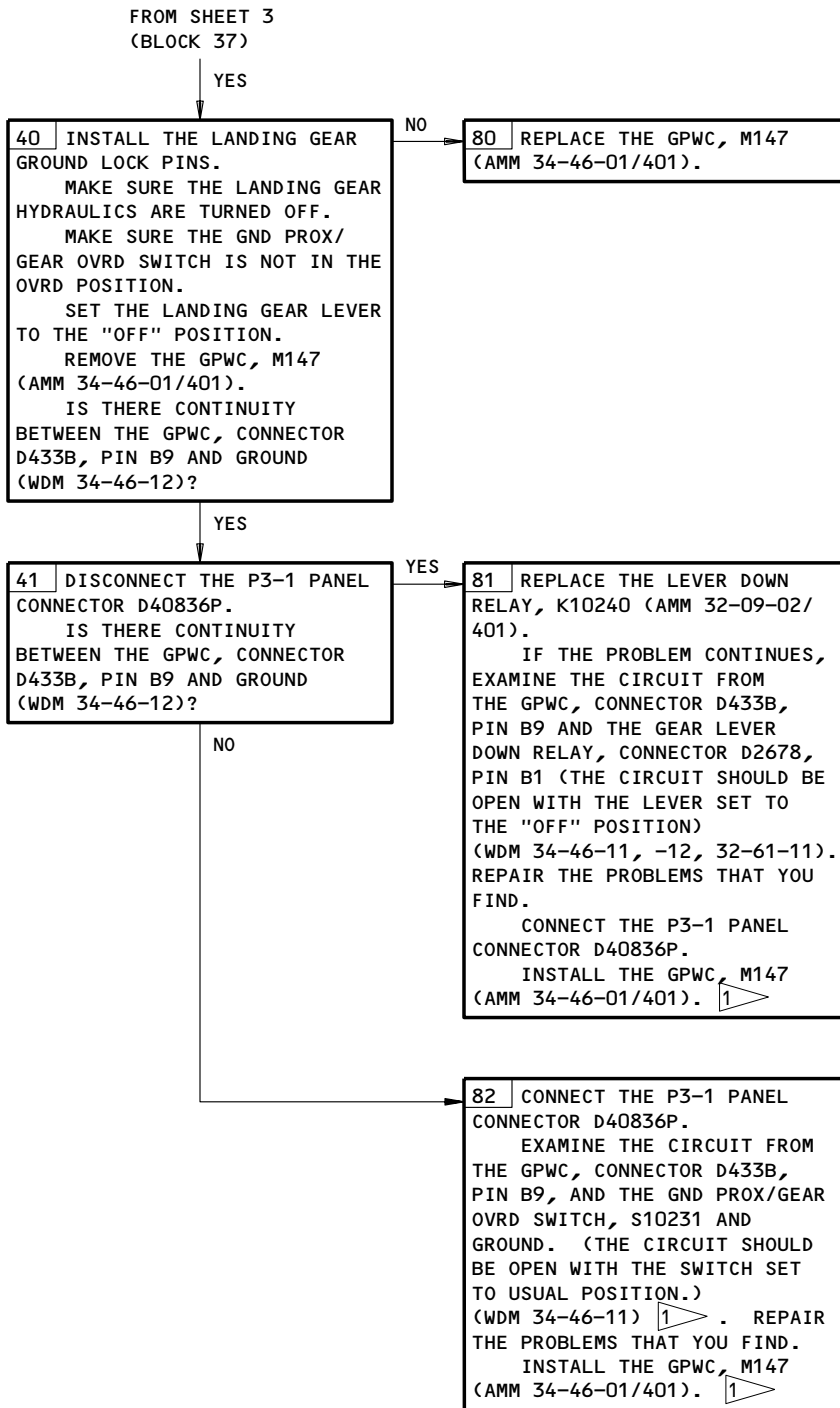 FROM SHEET 3
(BLOCK 37)
YES
40 INSTALL THE LANDING GEAR
GROUND LOCK PINS.
MAKE SURE THE LANDING GEAR
HYDRAULICS ARE TURNED OFF.
MAKE SURE THE GND PROX/
GEAR OVRD SWITCH IS NOT IN THE
OVRD POSITION.
SET THE LANDING GEAR LEVER
TO THE "OFF" POSITION.
REMOVE THE GPWC, M147
(AMM 34-46-01/401).
IS THERE CONTINUITY
BETWEEN THE GPWC, CONNECTOR
D433B, PIN B9 AND GROUND
(WDM 34-46-12)?
NO
80 REPLACE THE GPWC, M147
(AMM 34-46-01/401).
YES
41 DISCONNECT THE P3-1 PANEL
CONNECTOR D40836P.
IS THERE CONTINUITY
BETWEEN THE GPWC, CONNECTOR
D433B, PIN B9 AND GROUND
(WDM 34-46-12)?
YES
81 REPLACE THE LEVER DOWN
RELAY, K10240 (AMM 32-09-02/
401).
IF THE PROBLEM CONTINUES,
EXAMINE THE CIRCUIT FROM
THE GPWC, CONNECTOR D433B,
PIN B9 AND THE GEAR LEVER
DOWN RELAY, CONNECTOR D2678,
PIN B1 (THE CIRCUIT SHOULD BE
OPEN WITH THE LEVER SET TO
THE "OFF" POSITION)
(WDM 34-46-11, -12, 32-61-11).
REPAIR THE PROBLEMS THAT YOU
FIND.
CONNECT THE P3-1 PANEL
CONNECTOR D40836P.
INSTALL THE GPWC, M147
(AMM 34-46-01/401). 1
NO
82 CONNECT THE P3-1 PANEL
CONNECTOR D40836P.
EXAMINE THE CIRCUIT FROM
THE GPWC, CONNECTOR D433B,
PIN B9, AND THE GND PROX/GEAR
OVRD SWITCH, S10231 AND
GROUND. (THE CIRCUIT SHOULD
BE OPEN WITH THE SWITCH SET
TO USUAL POSITION.)
(WDM 34-46-11) 1 . REPAIR
THE PROBLEMS THAT YOU FIND.
INSTALL THE GPWC, M147
(AMM 34-46-01/401). 1